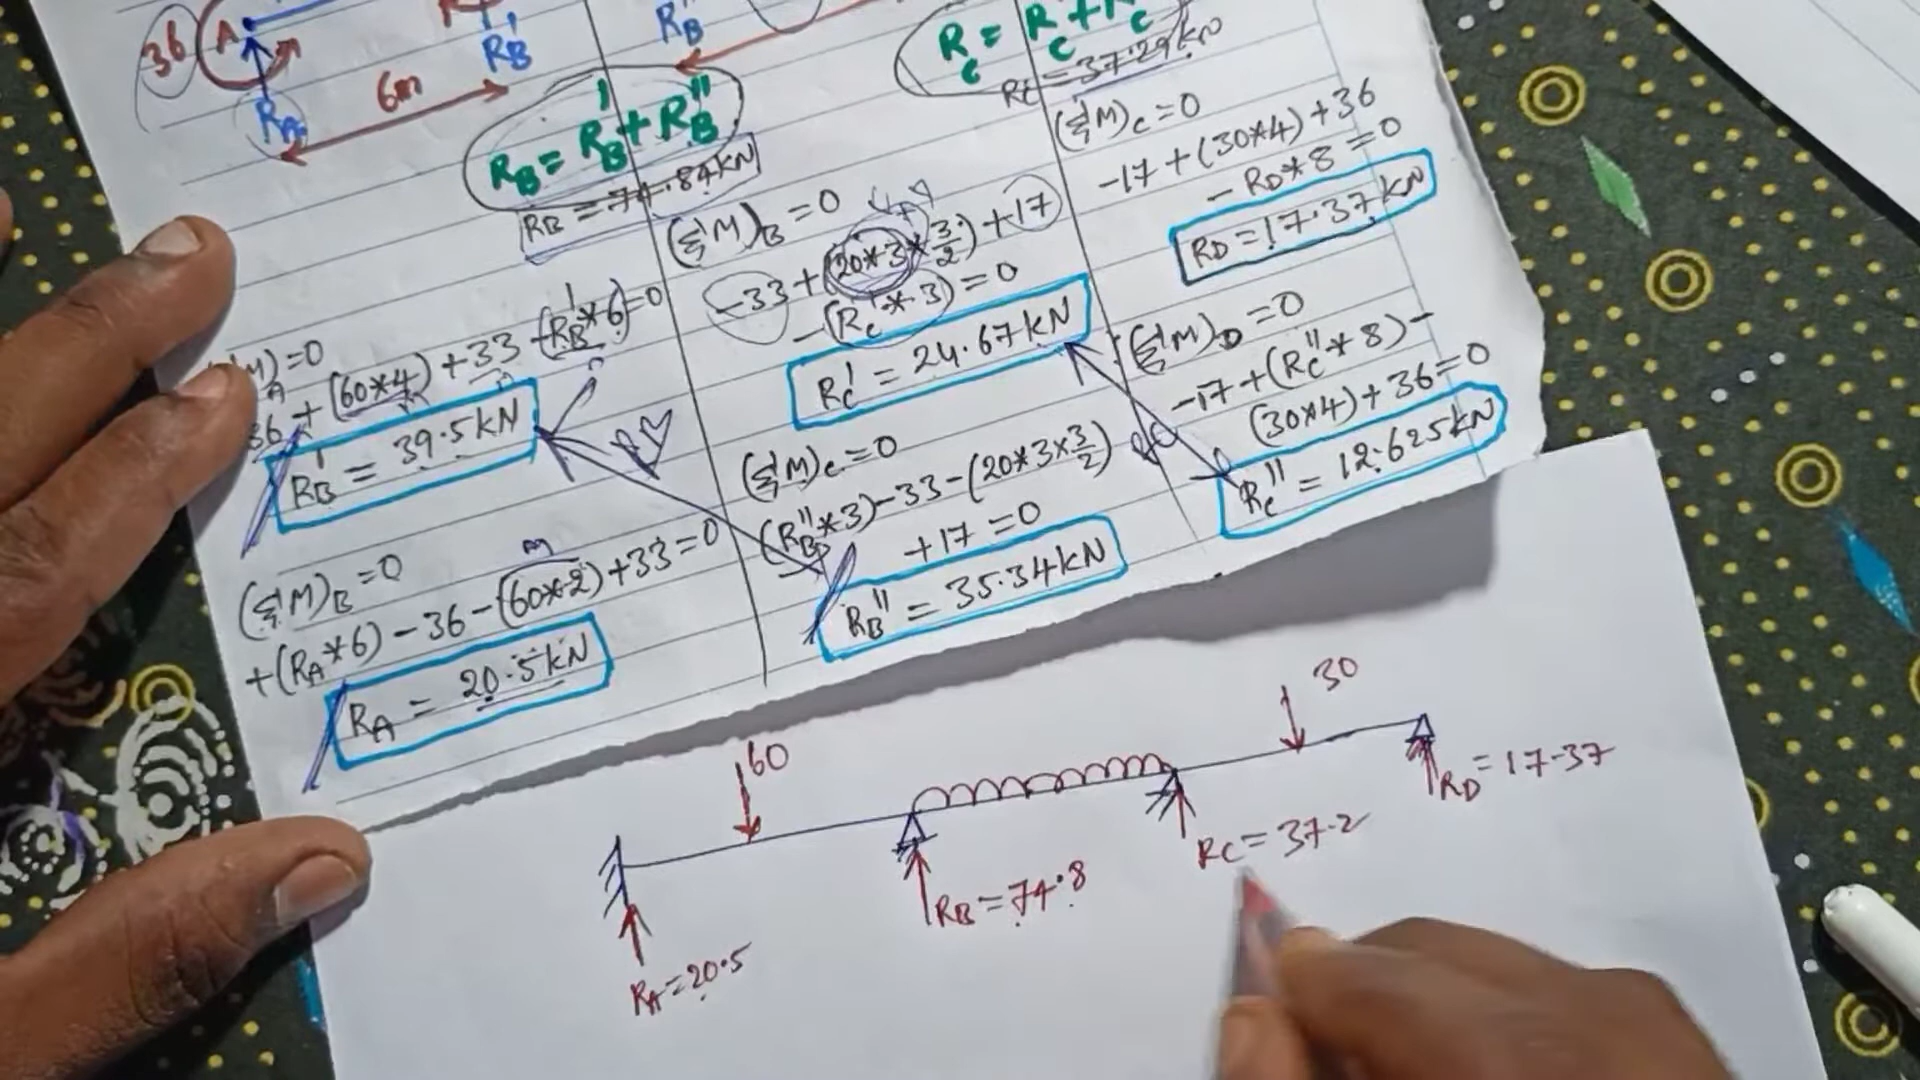 36
A
RA
6m
R'B
RB = R'B + R''B
RB = 74.84KN
R''B
RC = R'C + R''C
RC = 37.29KN
(ΣM)A = 0
36 + (60*4) + 33 - (R'B*6) = 0
R'B = 39.5KN
(ΣM)B = 0
+(RA*6) - 36 - (60*2) + 33 = 0
RA = 20.5KN
(ΣM)B = 0
-33 + (20*3*3/2) + 17
- (R'C * 3) = 0
R'C = 24.67KN
(ΣM)C = 0
(R''B*3) - 33 - (20*3×3/2)
+ 17 = 0
R''B = 35.34KN
(ΣM)C = 0
-17 + (30*4) + 36
- RD*8 = 0
RD = 17.37KN
(ΣM)D = 0
-17 + (R''C * 8) -
(30*4) + 36 = 0
R''C = 12.625KN
60
30
RA = 20.5
RB = 74.8
RC = 37.2
RD = 17.37